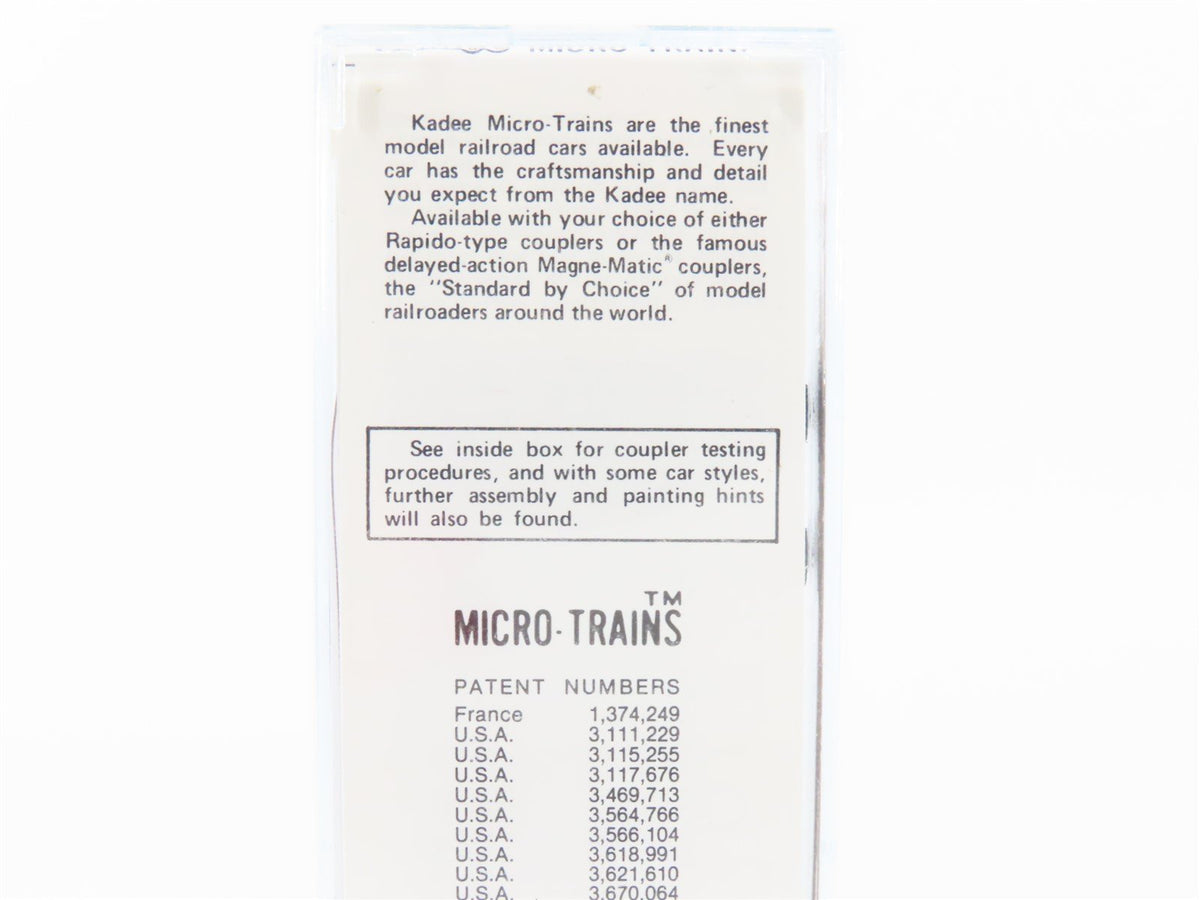 MICRO-TRAIN
Kadee Micro-Trains are the finest
model railroad cars available. Every
car has the craftsmanship and detail
you expect from the Kadee name.
Available with your choice of either
Rapido-type couplers or the famous
delayed-action Magne-Matic® couplers,
the "Standard by Choice" of model
railroaders around the world.
See inside box for coupler testing
procedures, and with some car styles,
further assembly and painting hints
will also be found.
TM
MICRO-TRAINS
PATENT NUMBERS
France 1,374,249
U.S.A. 3,111,229
U.S.A. 3,115,255
U.S.A. 3,117,676
U.S.A. 3,469,713
U.S.A. 3,564,766
U.S.A. 3,566,104
U.S.A. 3,618,991
U.S.A. 3,621,610
U.S.A. 3,670,064